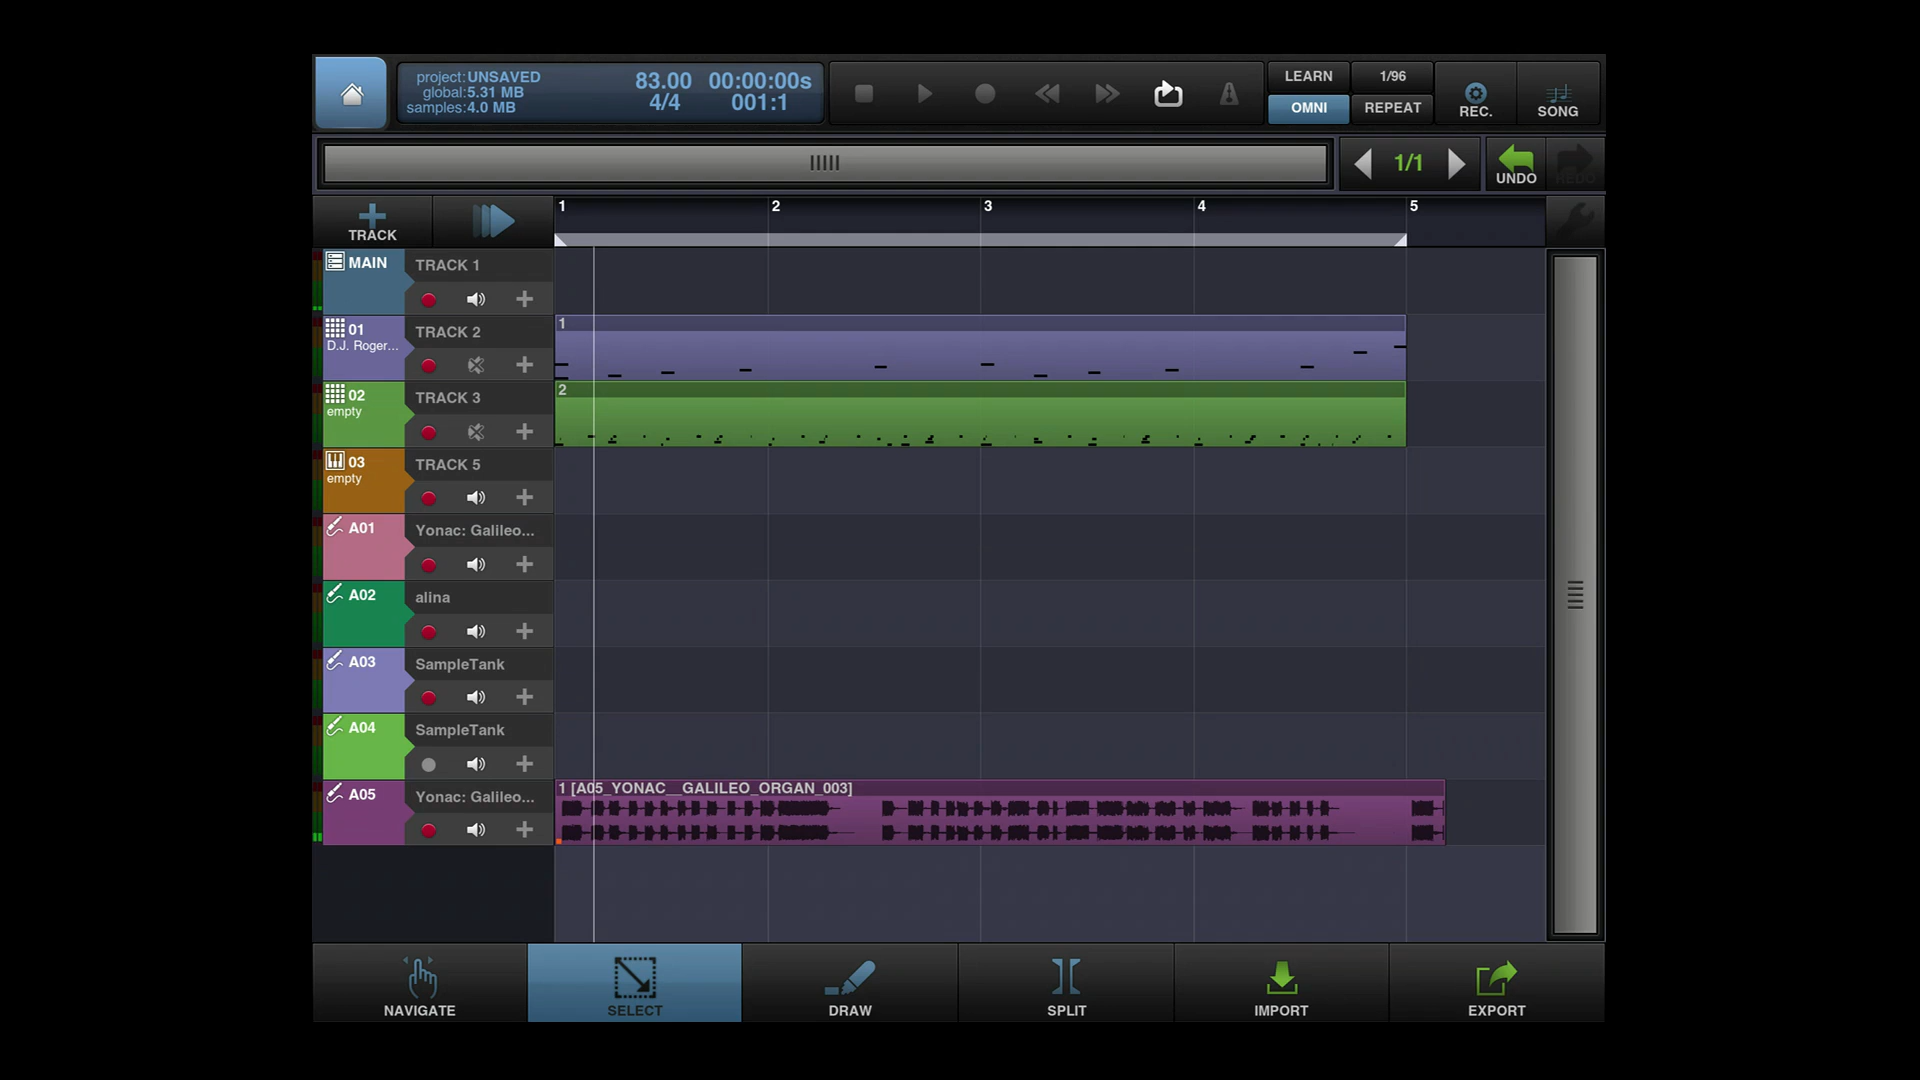 project:UNSAVED
global:5.31 MB
samples:4.0 MB
83.00 00:00:00s
4/4 001:1
LEARN
OMNI
1/96
REPEAT
REC.
SONG
1/1
UNDO
REDO
TRACK
1 2 3 4 5
MAIN TRACK 1
01 TRACK 2
D.J. Roger...
1
02 TRACK 3
empty
2
03 TRACK 5
empty
A01 Yonac: Galileo...
A02 alina
A03 SampleTank
A04 SampleTank
A05 Yonac: Galileo...
1 [A05_YONAC__GALILEO_ORGAN_003]
NAVIGATE
SELECT
DRAW
SPLIT
IMPORT
EXPORT